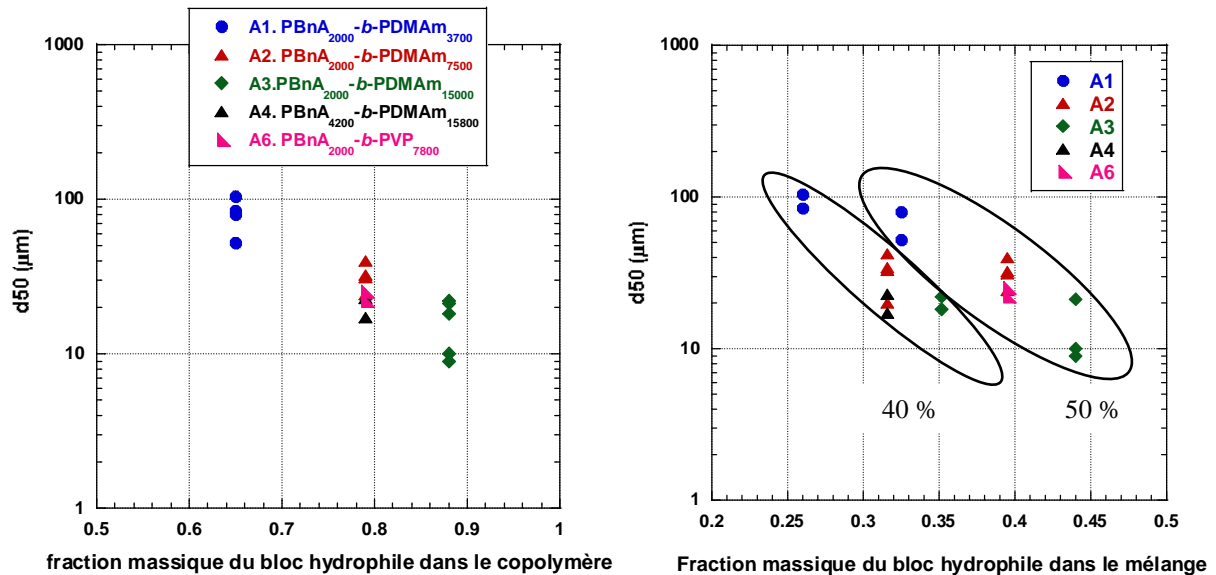 A1. PBnA2000-b-PDMAm3700
A2. PBnA2000-b-PDMAm7500
A3.PBnA2000-b-PDMAm15000
A4. PBnA4200-b-PDMAm15800
A6. PBnA2000-b-PVP7800
1000
100
10
1
d50 (μm)
0.5 0.6 0.7 0.8 0.9 1
fraction massique du bloc hydrophile dans le copolymère
A1
A2
A3
A4
A6
1000
100
10
1
d50 (μm)
40 %
50 %
0.2 0.25 0.3 0.35 0.4 0.45 0.5
Fraction massique du bloc hydrophile dans le mélange